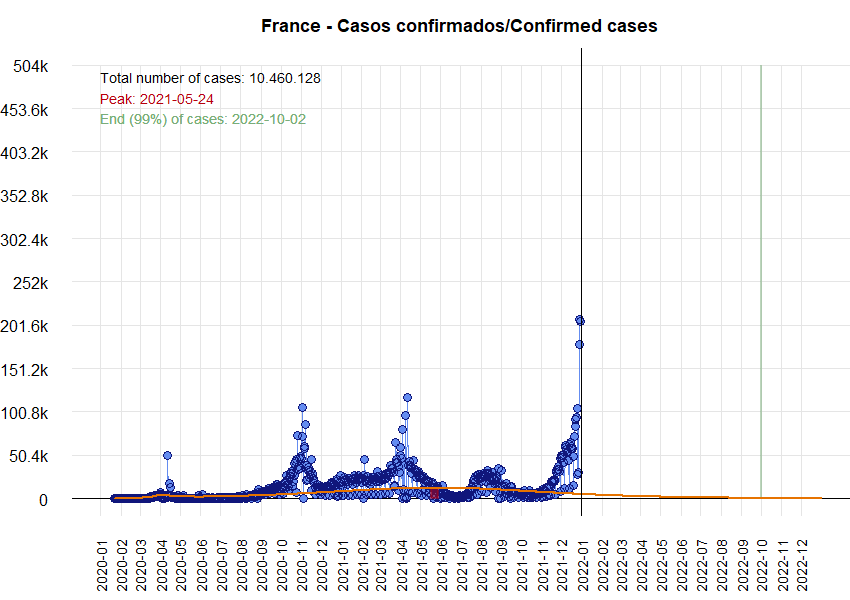 France - Casos confirmados/Confirmed cases
504k
453.6k
403.2k
352.8k
302.4k
252k
201.6k
151.2k
100.8k
50.4k
0
Total number of cases: 10.460.128
Peak: 2021-05-24
End (99%) of cases: 2022-10-02
2020-01
2020-02
2020-03
2020-04
2020-05
2020-06
2020-07
2020-08
2020-09
2020-10
2020-11
2020-12
2021-01
2021-02
2021-03
2021-04
2021-05
2021-06
2021-07
2021-08
2021-09
2021-10
2021-11
2021-12
2022-01
2022-02
2022-03
2022-04
2022-05
2022-06
2022-07
2022-08
2022-09
2022-10
2022-11
2022-12